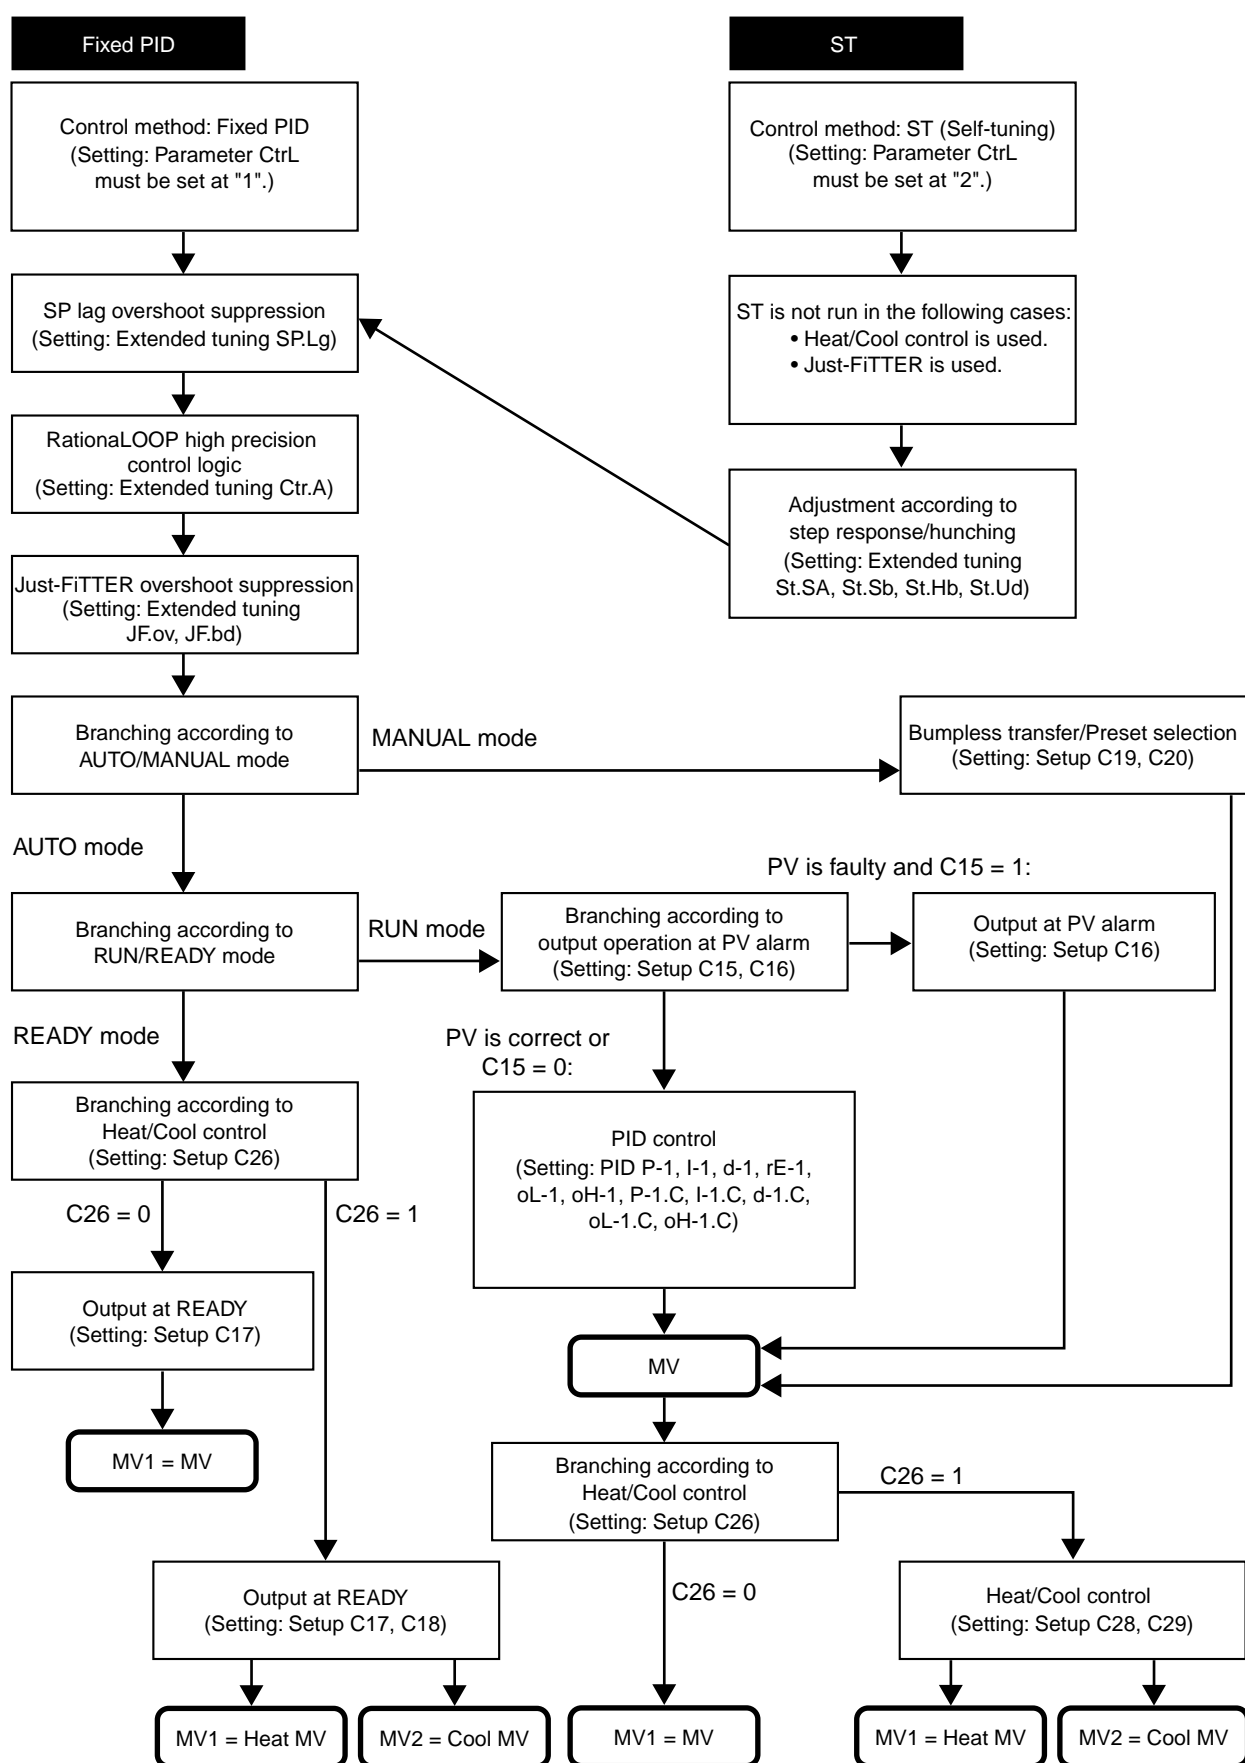 Fixed PID
ST
Control method: Fixed PID
(Setting: Parameter CtrL
must be set at "1".)
Control method: ST (Self-tuning)
(Setting: Parameter CtrL
must be set at "2".)
SP lag overshoot suppression
(Setting: Extended tuning SP.Lg)
ST is not run in the following cases:
• Heat/Cool control is used.
• Just-FiTTER is used.
RationaLOOP high precision
control logic
(Setting: Extended tuning Ctr.A)
Adjustment according to
step response/hunching
(Setting: Extended tuning
St.SA, St.Sb, St.Hb, St.Ud)
Just-FiTTER overshoot suppression
(Setting: Extended tuning
JF.ov, JF.bd)
Branching according to
AUTO/MANUAL mode
MANUAL mode
Bumpless transfer/Preset selection
(Setting: Setup C19, C20)
AUTO mode
PV is faulty and C15 = 1:
Branching according to
RUN/READY mode
RUN mode
Branching according to
output operation at PV alarm
(Setting: Setup C15, C16)
Output at PV alarm
(Setting: Setup C16)
READY mode
PV is correct or
C15 = 0:
Branching according to
Heat/Cool control
(Setting: Setup C26)
PID control
(Setting: PID P-1, I-1, d-1, rE-1,
oL-1, oH-1, P-1.C, I-1.C, d-1.C,
oL-1.C, oH-1.C)
C26 = 0
C26 = 1
Output at READY
(Setting: Setup C17)
MV
MV1 = MV
Branching according to
Heat/Cool control
(Setting: Setup C26)
C26 = 1
C26 = 0
Output at READY
(Setting: Setup C17, C18)
Heat/Cool control
(Setting: Setup C28, C29)
MV1 = Heat MV
MV2 = Cool MV
MV1 = MV
MV1 = Heat MV
MV2 = Cool MV